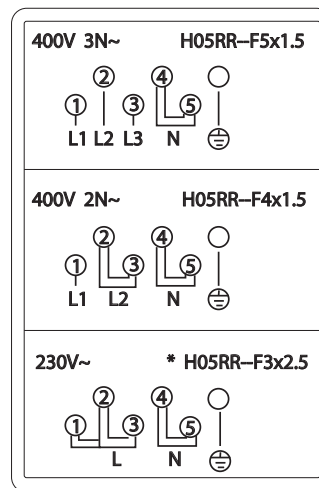 400V 3N~ H05RR-F5x1.5
2 4
1 3 5
L1 L2 L3 N
400V 2N~ H05RR-F4x1.5
2 4
1 3 5
L1 L2 N
230V~ * H05RR-F3x2.5
2 4
1 3 5
L N